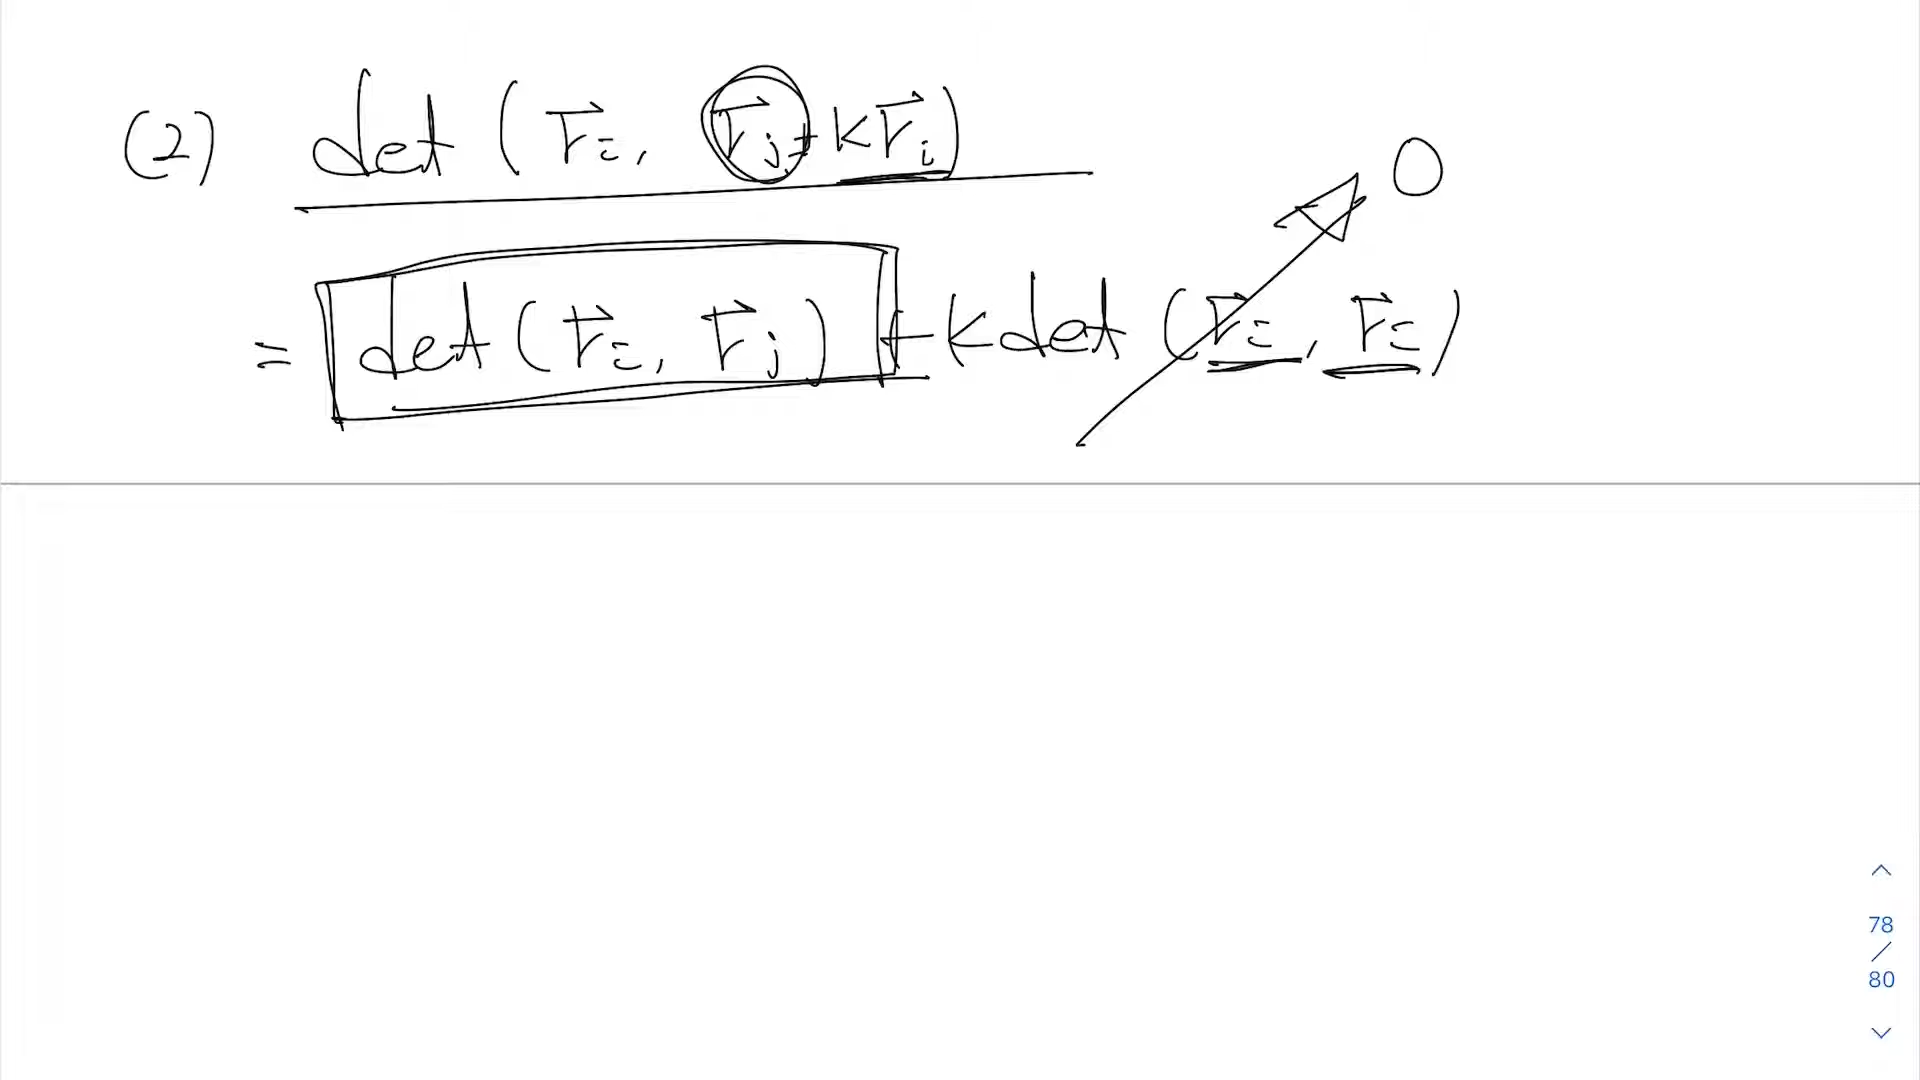 (2) det ( r⃗i, r⃗j + kr⃗i) 0
= det ( r⃗i, r⃗j ) + k det ( r⃗i, r⃗i )
78
/
80